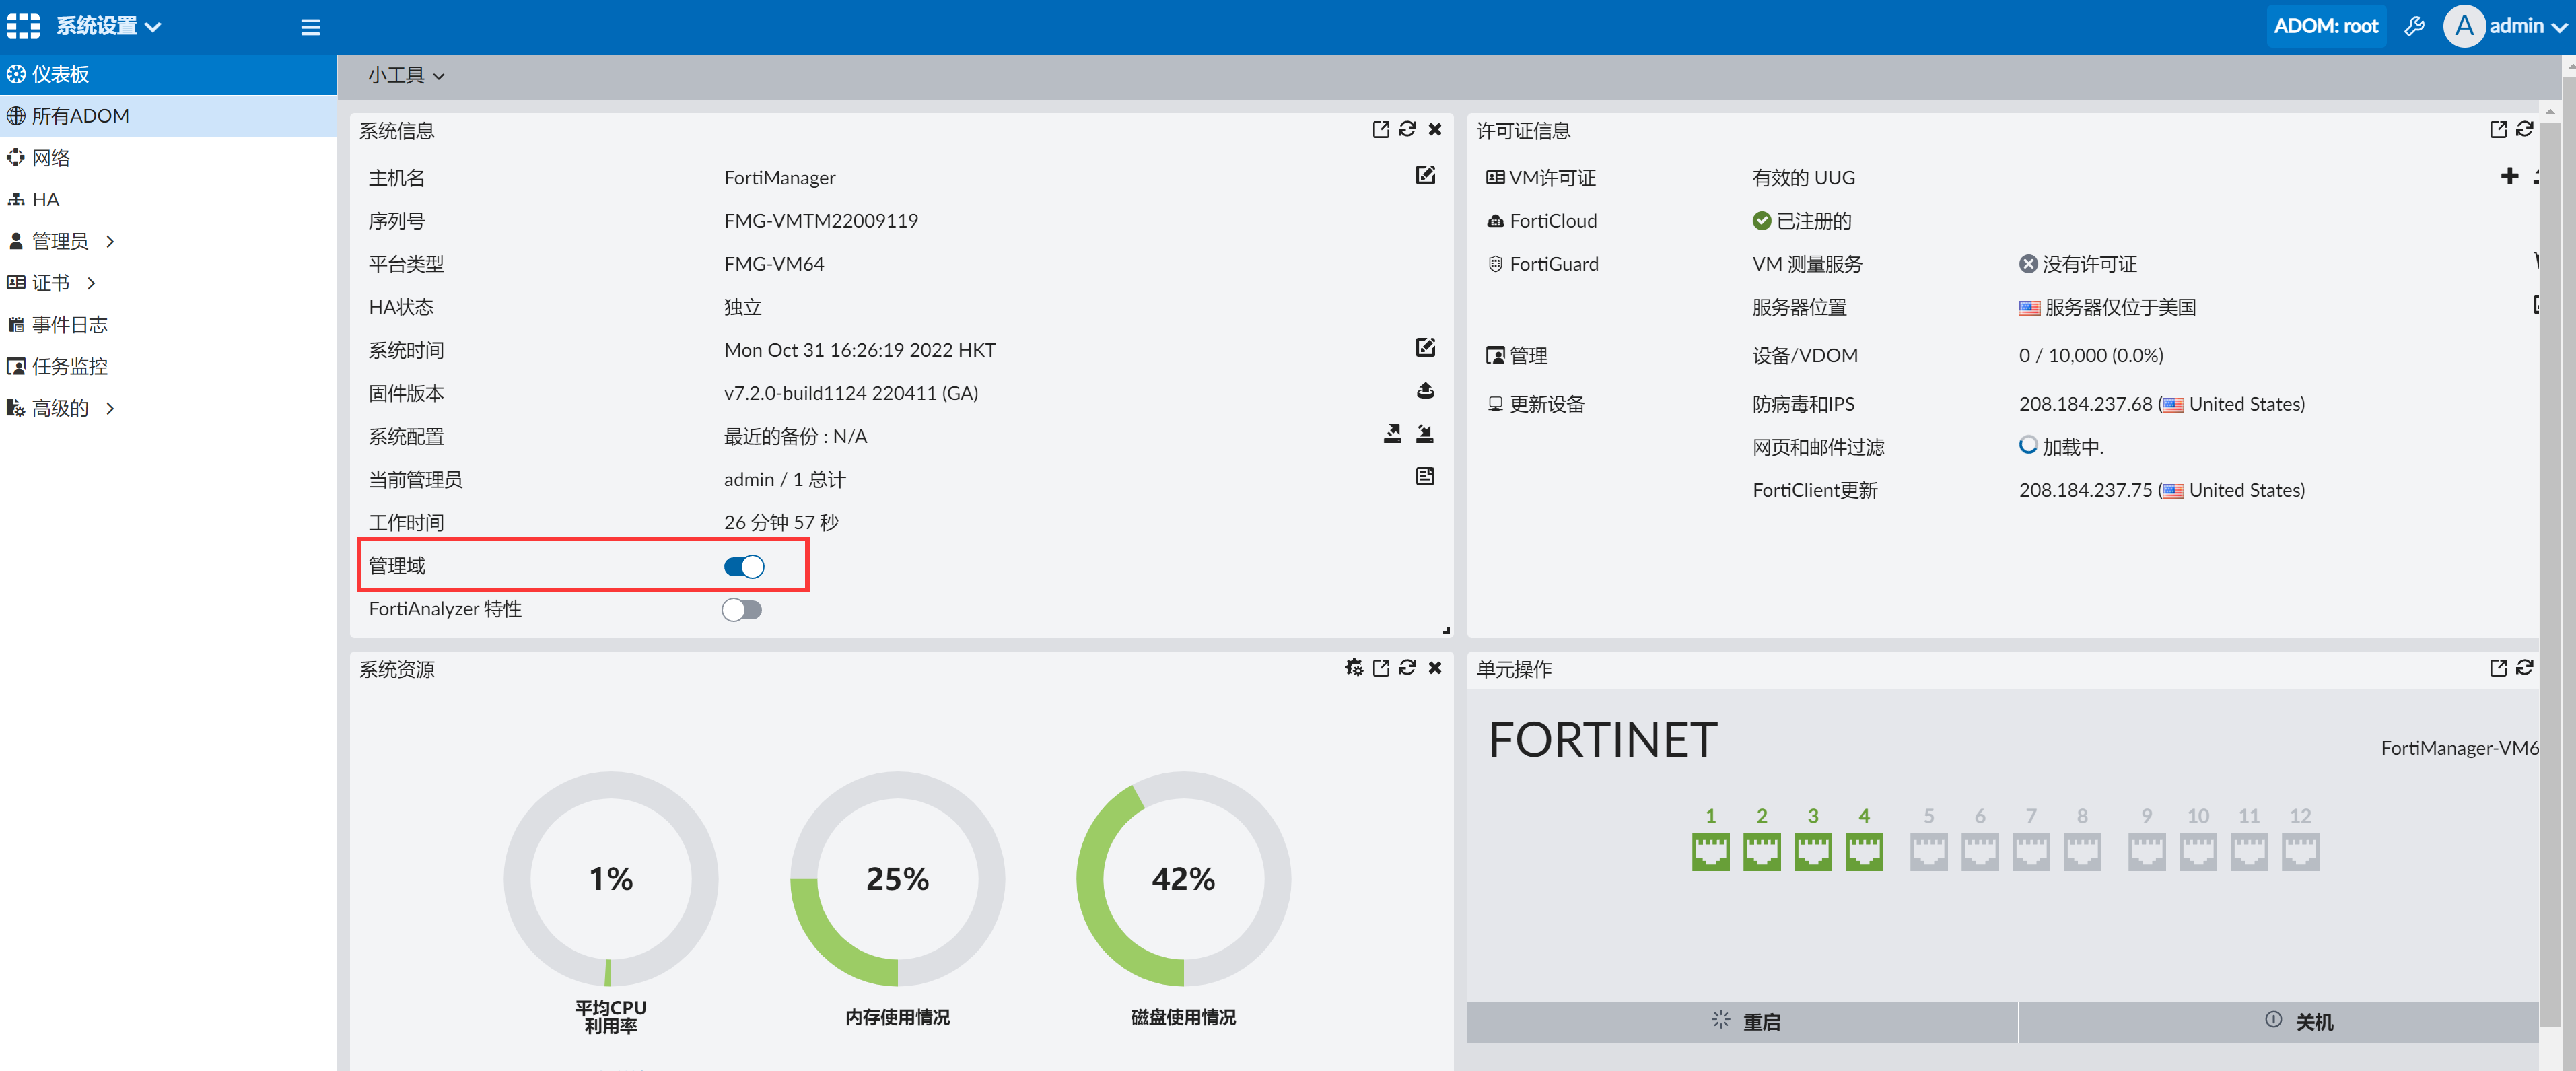 系统设置
ADOM: root
A admin
仪表板
所有ADOM
网络
HA
管理员
证书
事件日志
任务监控
高级的
小工具
系统信息
主机名 FortiManager
序列号 FMG-VMTM22009119
平台类型 FMG-VM64
HA状态 独立
系统时间 Mon Oct 31 16:26:19 2022 HKT
固件版本 v7.2.0-build1124 220411 (GA)
系统配置 最近的备份 : N/A
当前管理员 admin / 1 总计
工作时间 26 分钟 57 秒
管理域
FortiAnalyzer 特性
许可证信息
VM许可证 有效的 UUG
FortiCloud 已注册的
FortiGuard VM 测量服务 没有许可证
服务器位置 服务器仅位于美国
管理 设备/VDOM 0 / 10,000 (0.0%)
更新设备 防病毒和IPS 208.184.237.68 ( United States)
网页和邮件过滤 加载中.
FortiClient更新 208.184.237.75 ( United States)
系统资源
1%
平均CPU
利用率
25%
内存使用情况
42%
磁盘使用情况
单元操作
FORTINET
FortiManager-VM6
1 2 3 4 5 6 7 8 9 10 11 12
重启
关机